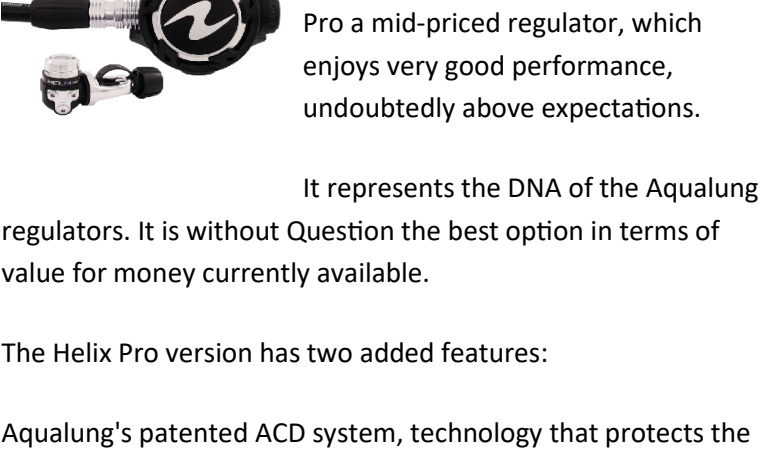 Pro a mid-priced regulator, which
enjoys very good performance,
undoubtedly above expectations.
It represents the DNA of the Aqualung
regulators. It is without Question the best option in terms of
value for money currently available.
The Helix Pro version has two added features:
Aqualung's patented ACD system, technology that protects the